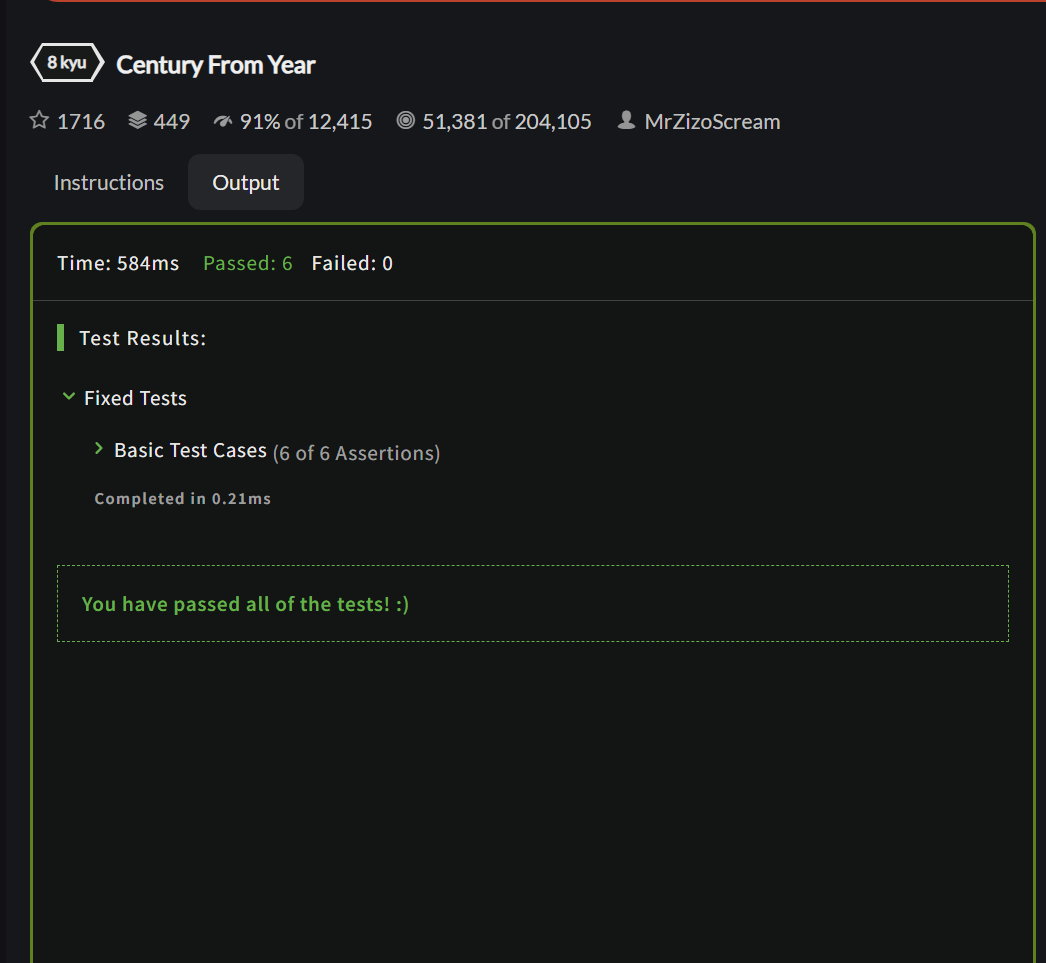 8 kyu Century From Year
1716 449 91% of 12,415 51,381 of 204,105 MrZizoScream
Instructions Output
Time: 584ms Passed: 6 Failed: 0
Test Results:
Fixed Tests
Basic Test Cases (6 of 6 Assertions)
Completed in 0.21ms
You have passed all of the tests! :)